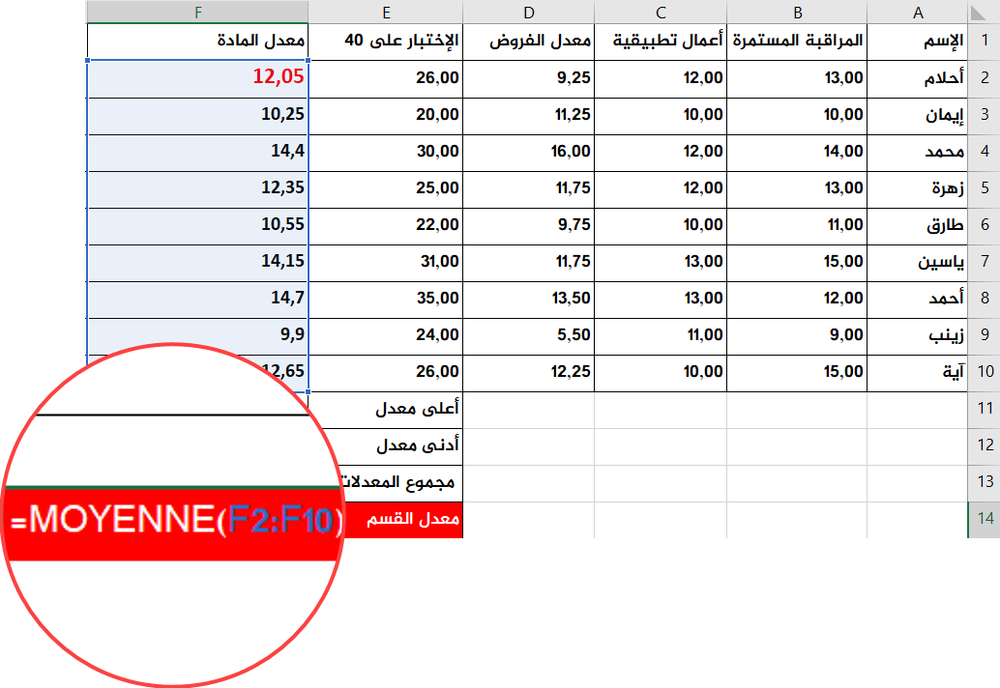 A B C D E F
1 الإسم المراقبة المستمرة أعمال تطبيقية معدل الفروض الإختبار على 40 معدل المادة
2 أحلام 13,00 12,00 9,25 26,00 12,05
3 إيمان 10,00 10,00 11,25 20,00 10,25
4 محمد 14,00 12,00 16,00 30,00 14,4
5 زهرة 13,00 12,00 11,75 25,00 12,35
6 طارق 11,00 10,00 9,75 22,00 10,55
7 ياسين 15,00 13,00 11,75 31,00 14,15
8 أحمد 12,00 13,00 13,50 35,00 14,7
9 زينب 9,00 11,00 5,50 24,00 9,9
10 آية 15,00 10,00 12,25 26,00 12,65
11 أعلى معدل
12 أدنى معدل
13 مجموع المعدلات
14 معدل القسم =MOYENNE(F2:F10)